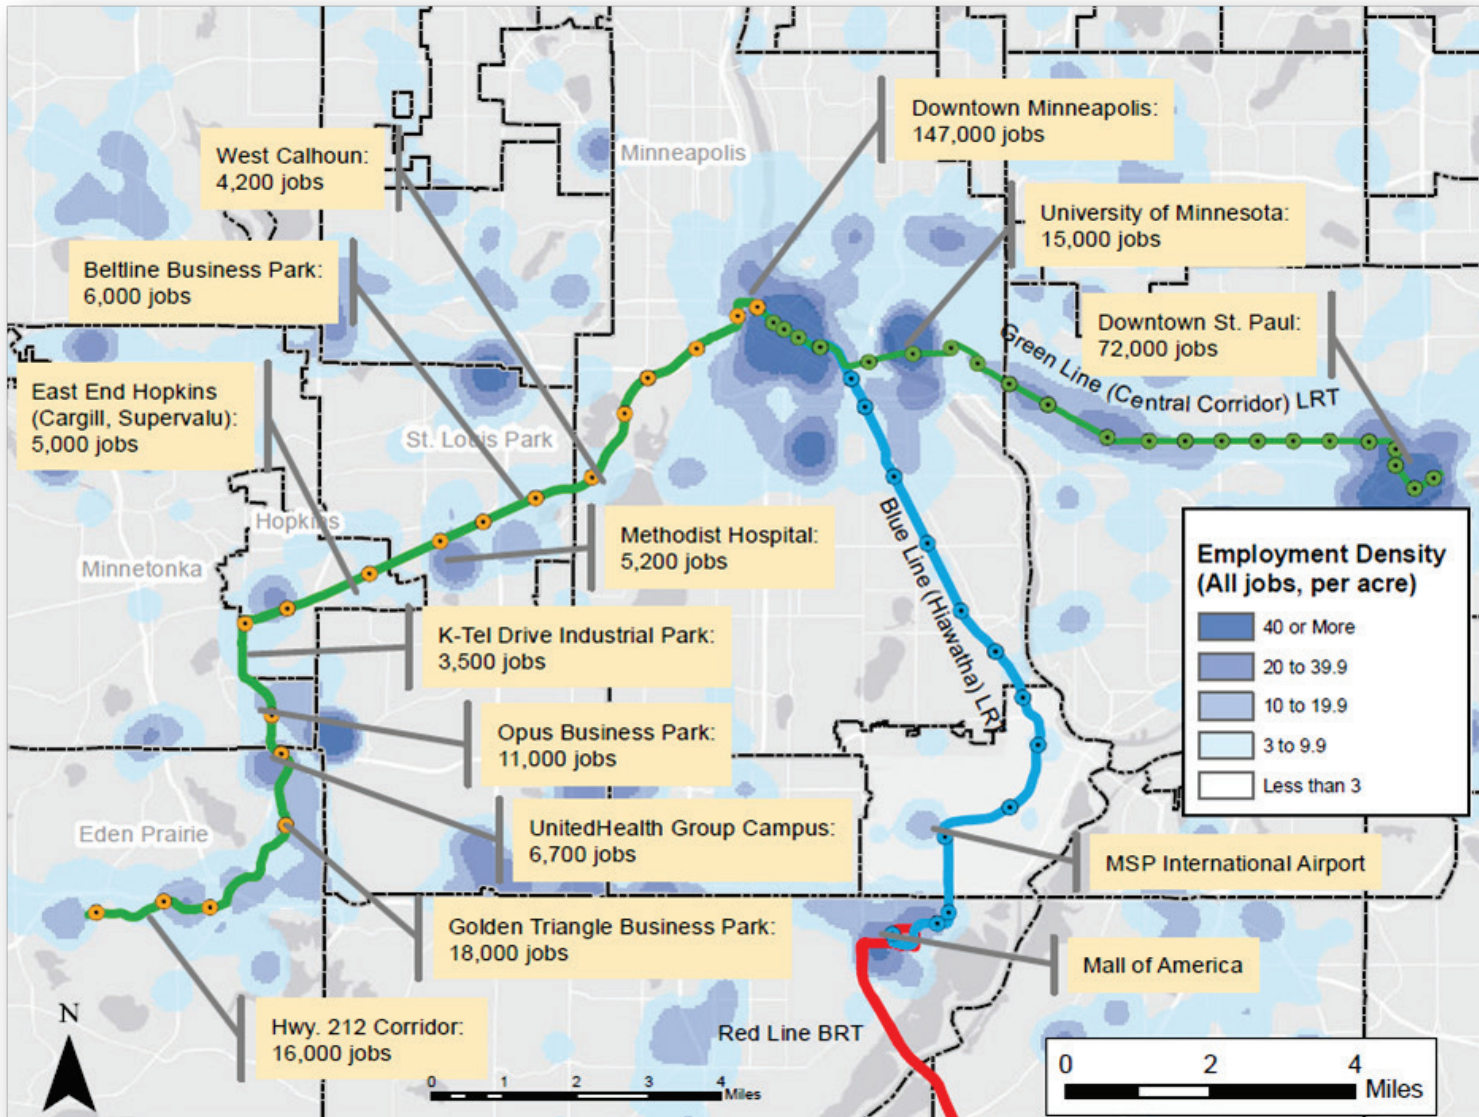 Downtown Minneapolis:
147,000 jobs
West Calhoun:
4,200 jobs
Minneapolis
University of Minnesota:
15,000 jobs
Beltline Business Park:
6,000 jobs
Downtown St. Paul:
72,000 jobs
Green Line (Central Corridor) LRT
East End Hopkins
(Cargill, Supervalu):
5,000 jobs
St. Louis Park
Hopkins
Methodist Hospital:
5,200 jobs
Minnetonka
Blue Line (Hiawatha) LRT
Employment Density
(All jobs, per acre)
40 or More
20 to 39.9
10 to 19.9
3 to 9.9
Less than 3
K-Tel Drive Industrial Park:
3,500 jobs
Opus Business Park:
11,000 jobs
Eden Prairie
UnitedHealth Group Campus:
6,700 jobs
MSP International Airport
Golden Triangle Business Park:
18,000 jobs
Mall of America
N
Hwy. 212 Corridor:
16,000 jobs
Red Line BRT
0 1 2 3 4
Miles
0 2 4
Miles